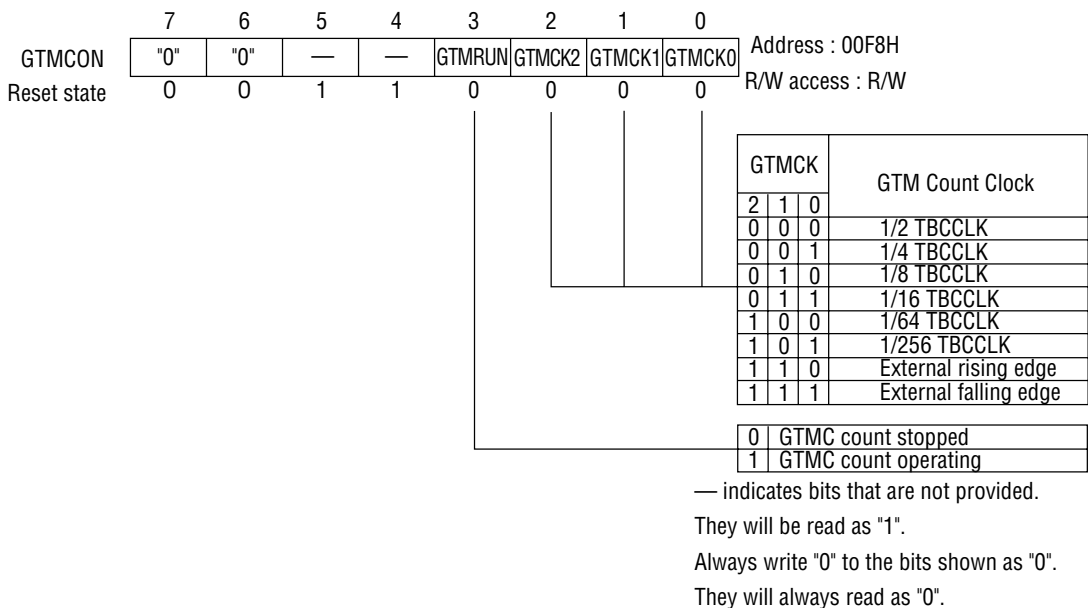 7 6 5 4 3 2 1 0
GTMCON "0" "0" — — GTMRUN GTMCK2 GTMCK1 GTMCK0 Address : 00F8H
Reset state 0 0 1 1 0 0 0 0 R/W access : R/W
GTMCK GTM Count Clock
2 1 0
0 0 0 1/2 TBCCLK
0 0 1 1/4 TBCCLK
0 1 0 1/8 TBCCLK
0 1 1 1/16 TBCCLK
1 0 0 1/64 TBCCLK
1 0 1 1/256 TBCCLK
1 1 0 External rising edge
1 1 1 External falling edge
0 GTMC count stopped
1 GTMC count operating
— indicates bits that are not provided.
They will be read as "1".
Always write "0" to the bits shown as "0".
They will always read as "0".